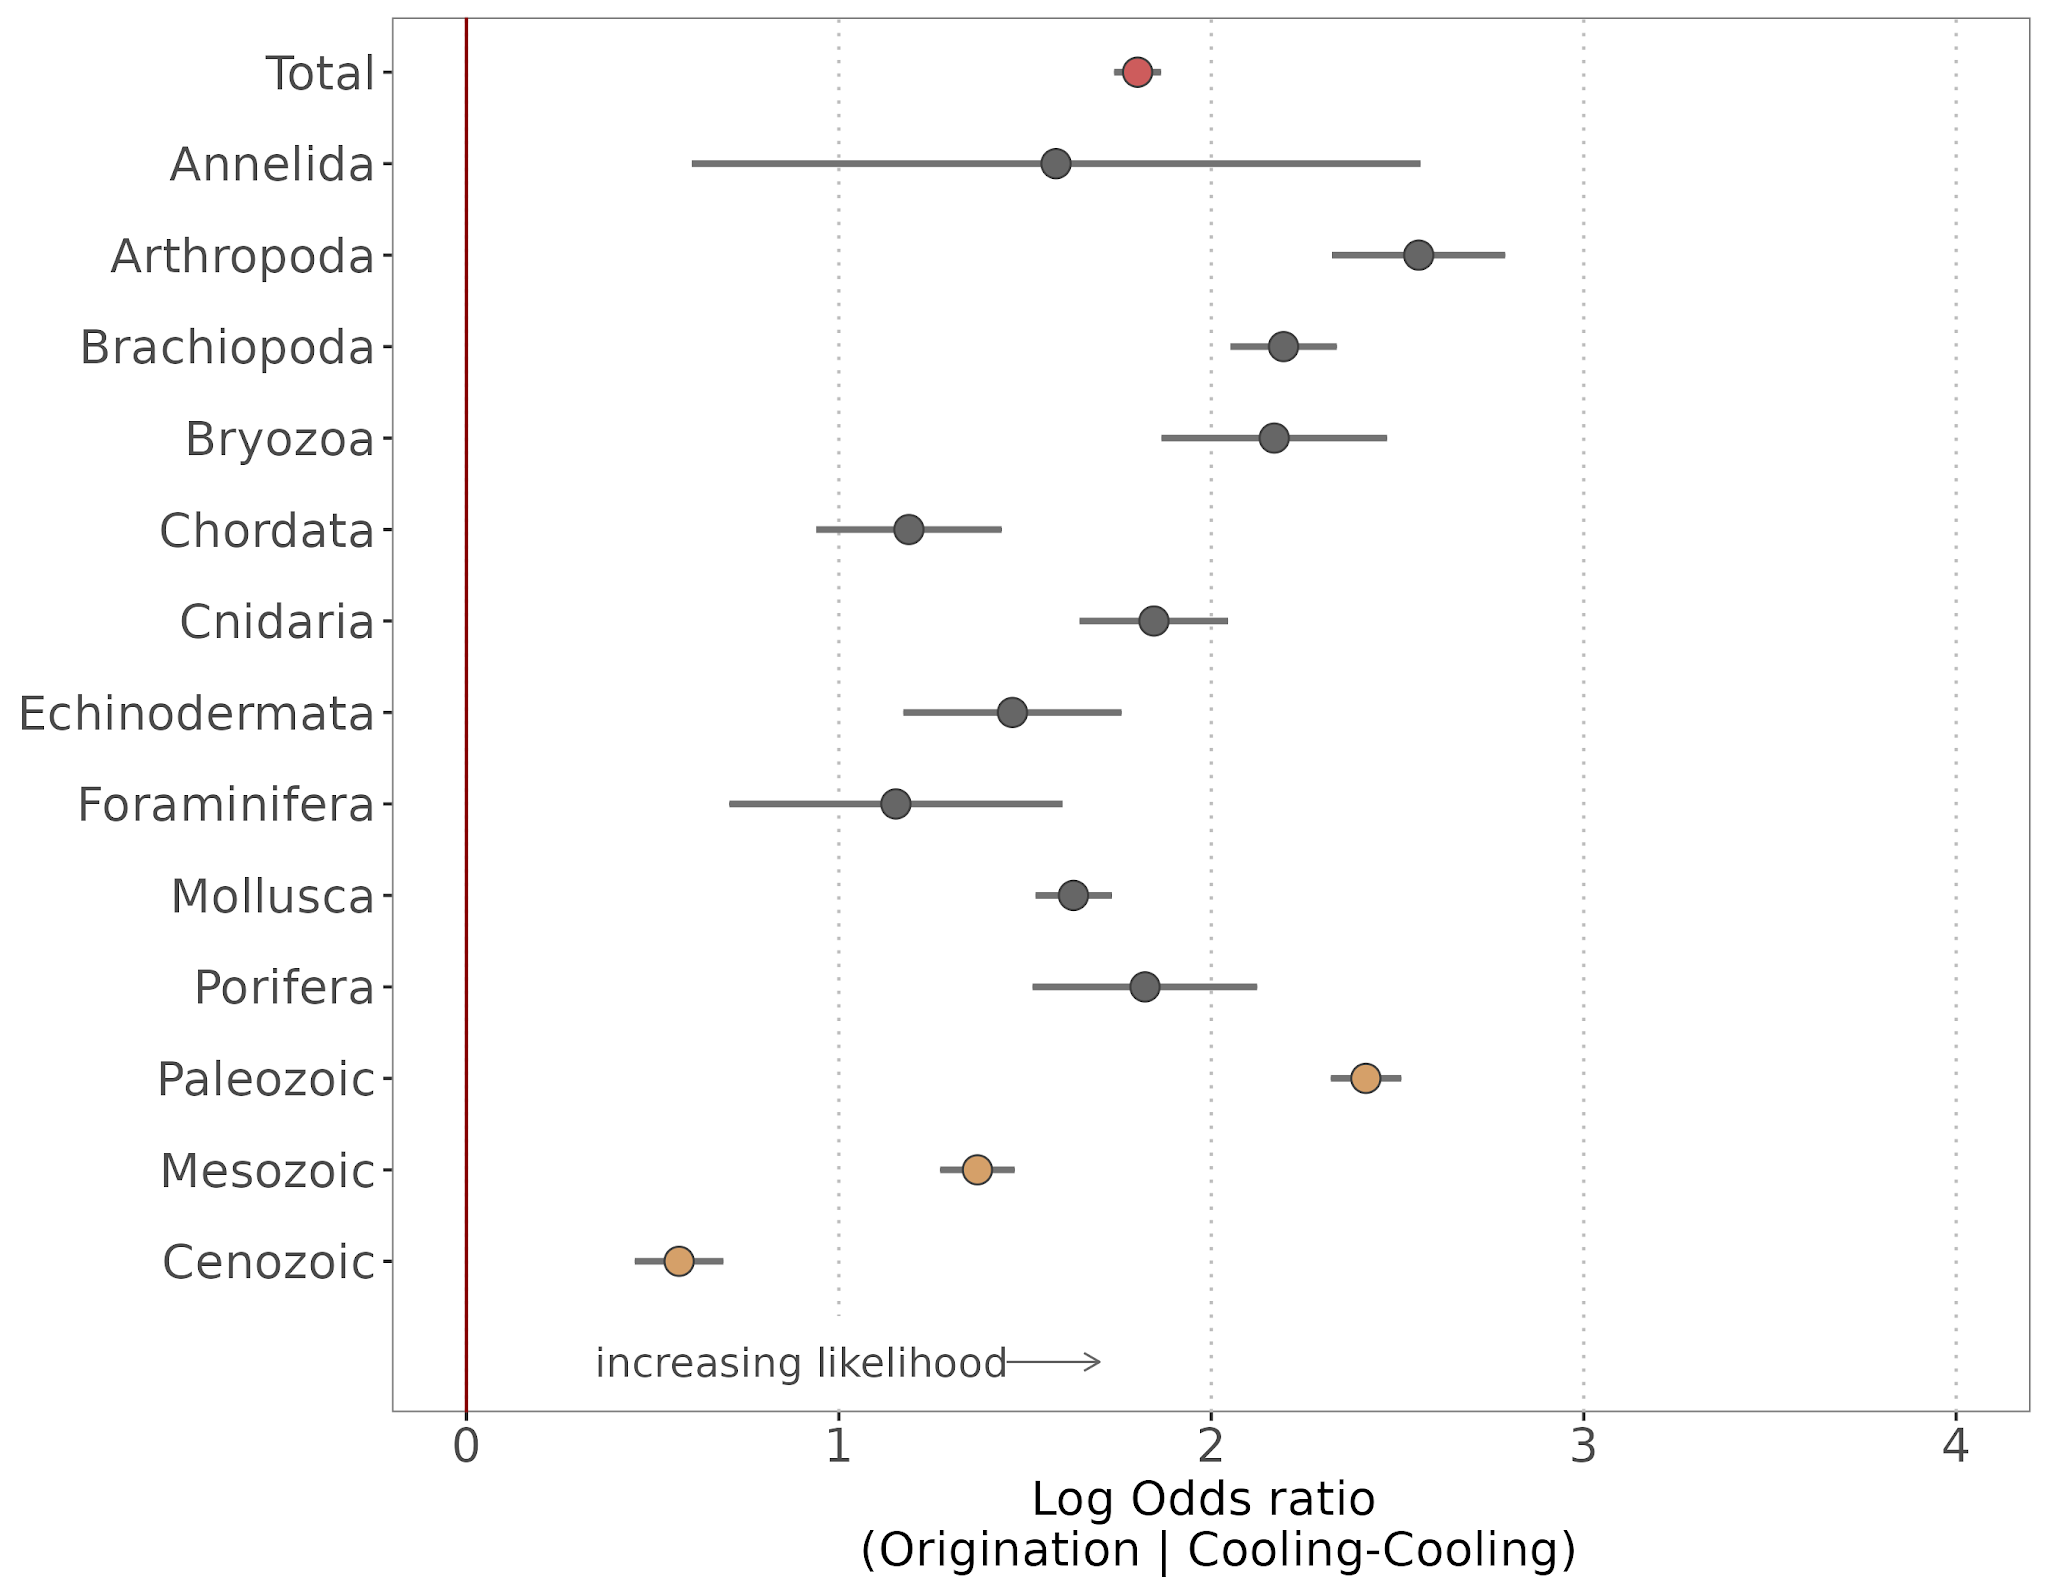 Total
Annelida
Arthropoda
Brachiopoda
Bryozoa
Chordata
Cnidaria
Echinodermata
Foraminifera
Mollusca
Porifera
Paleozoic
Mesozoic
Cenozoic
increasing likelihood
0 1 2 3 4
Log Odds ratio
(Origination | Cooling-Cooling)